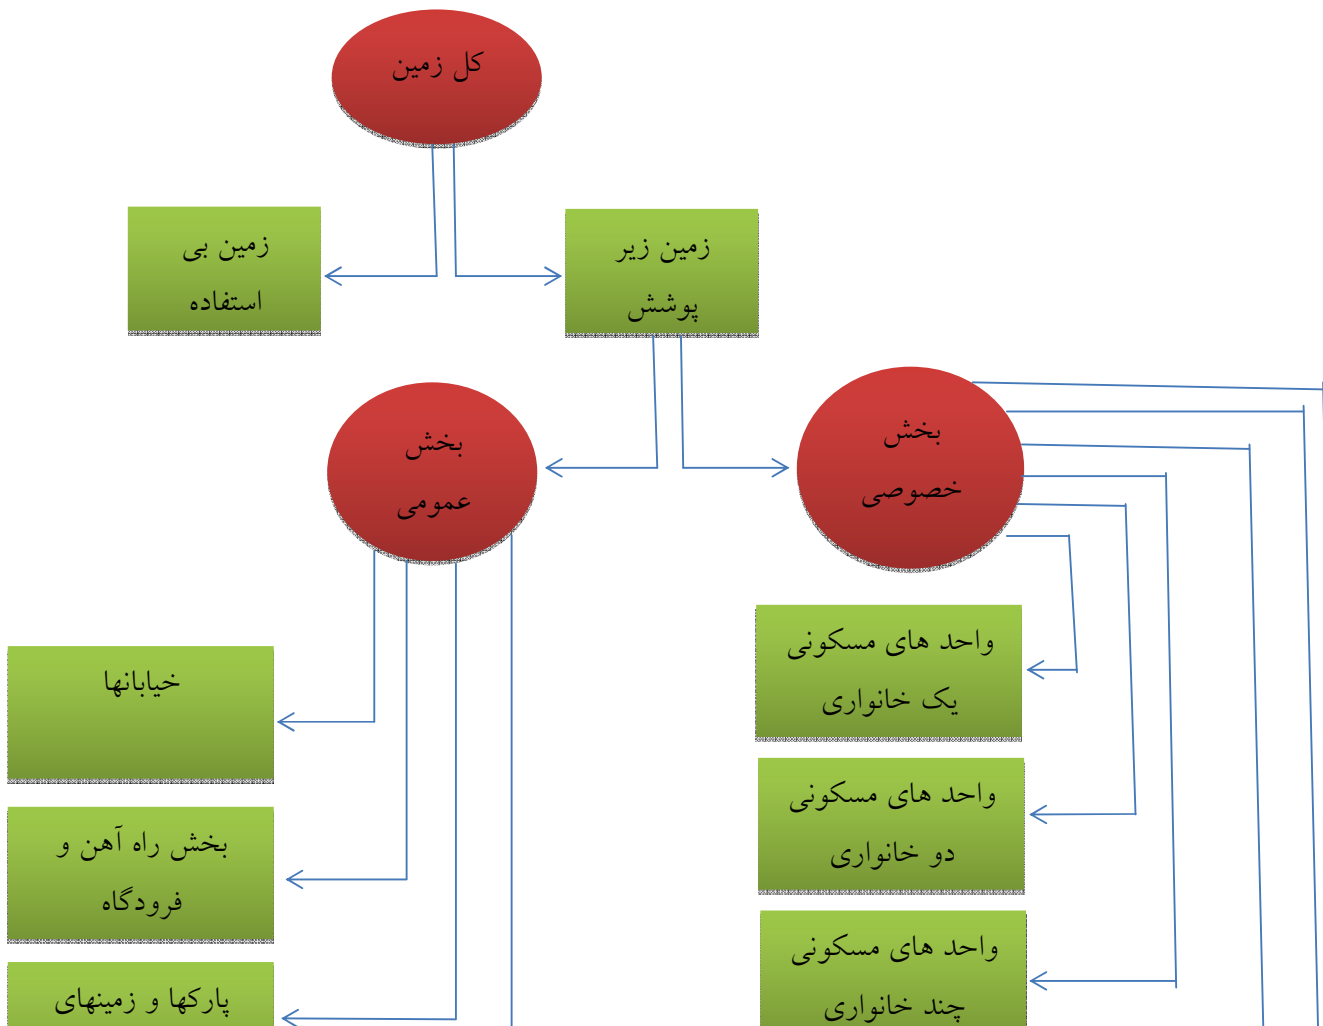 کل زمین
زمین بی
استفاده
زمین زیر
پوشش
بخش
عمومی
بخش
خصوصی
خیابانها
بخش راه آهن و
فرودگاه
پارکها و زمینهای
واحد های مسکونی
یک خانواری
واحد های مسکونی
دو خانواری
واحد های مسکونی
چند خانواری